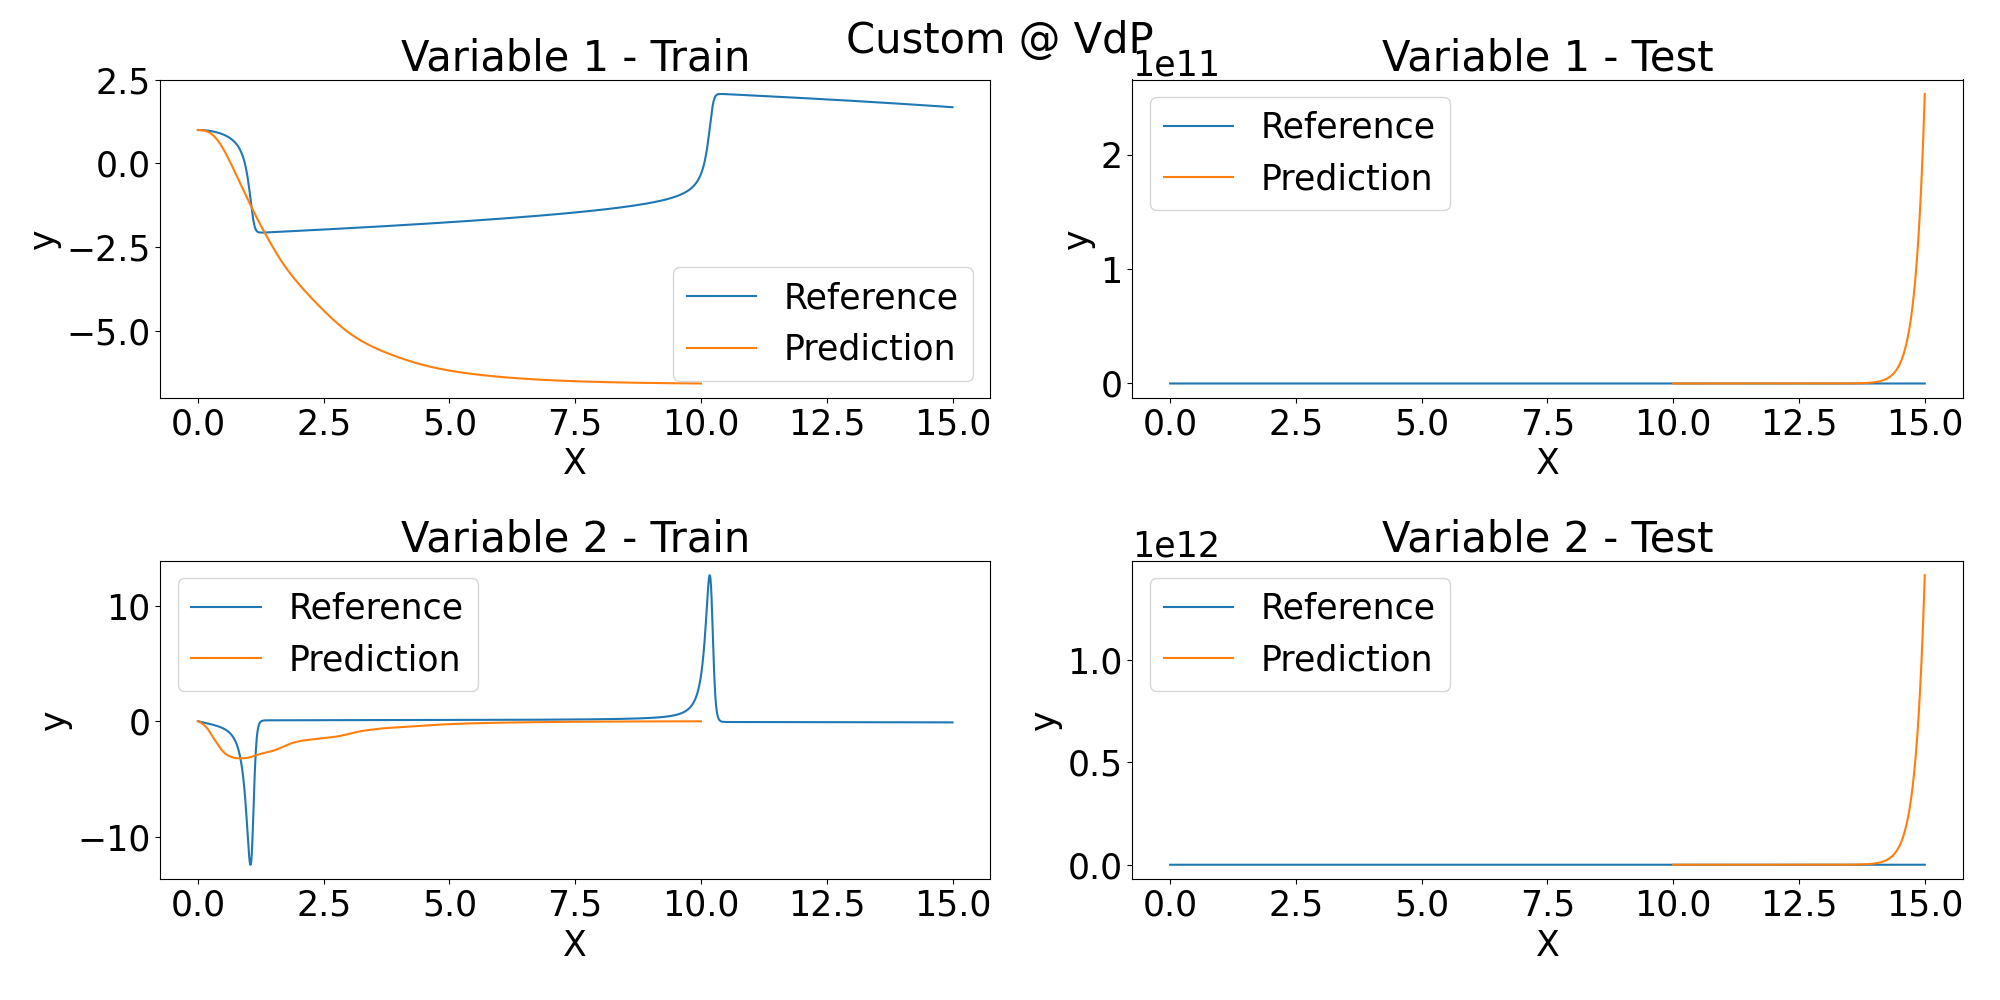 Custom @ VdP
Variable 1 - Train
2.5
0.0
−2.5
−5.0
y
Reference
Prediction
0.0 2.5 5.0 7.5 10.0 12.5 15.0
X
Variable 1 - Test
1e11
2
1
0
y
Reference
Prediction
0.0 2.5 5.0 7.5 10.0 12.5 15.0
X
Variable 2 - Train
10
0
−10
y
Reference
Prediction
0.0 2.5 5.0 7.5 10.0 12.5 15.0
X
Variable 2 - Test
1e12
1.0
0.5
0.0
y
Reference
Prediction
0.0 2.5 5.0 7.5 10.0 12.5 15.0
X